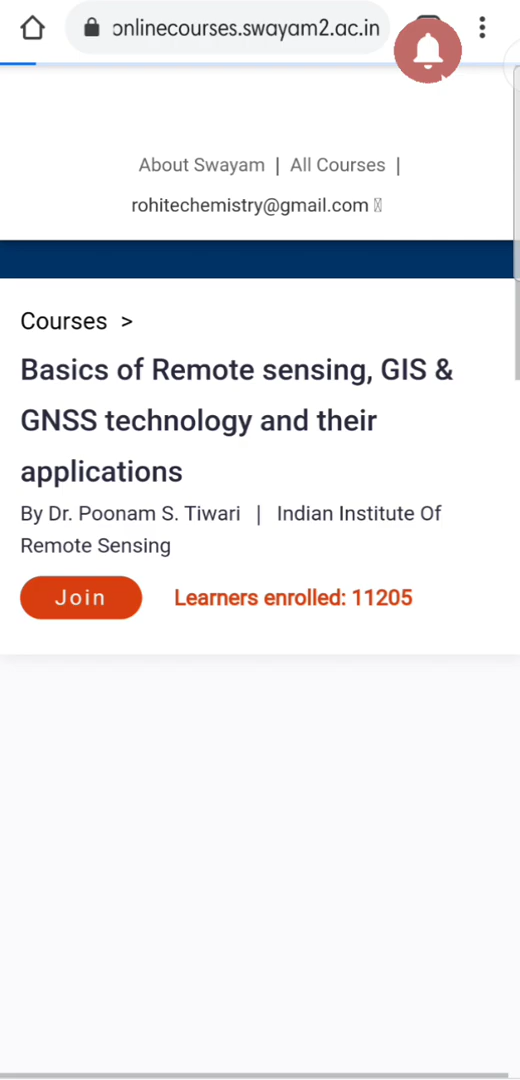 onlinecourses.swayam2.ac.in
About Swayam | All Courses |
rohitechemistry@gmail.com
Courses >
Basics of Remote sensing, GIS &
GNSS technology and their
applications
By Dr. Poonam S. Tiwari | Indian Institute Of
Remote Sensing
Join Learners enrolled: 11205